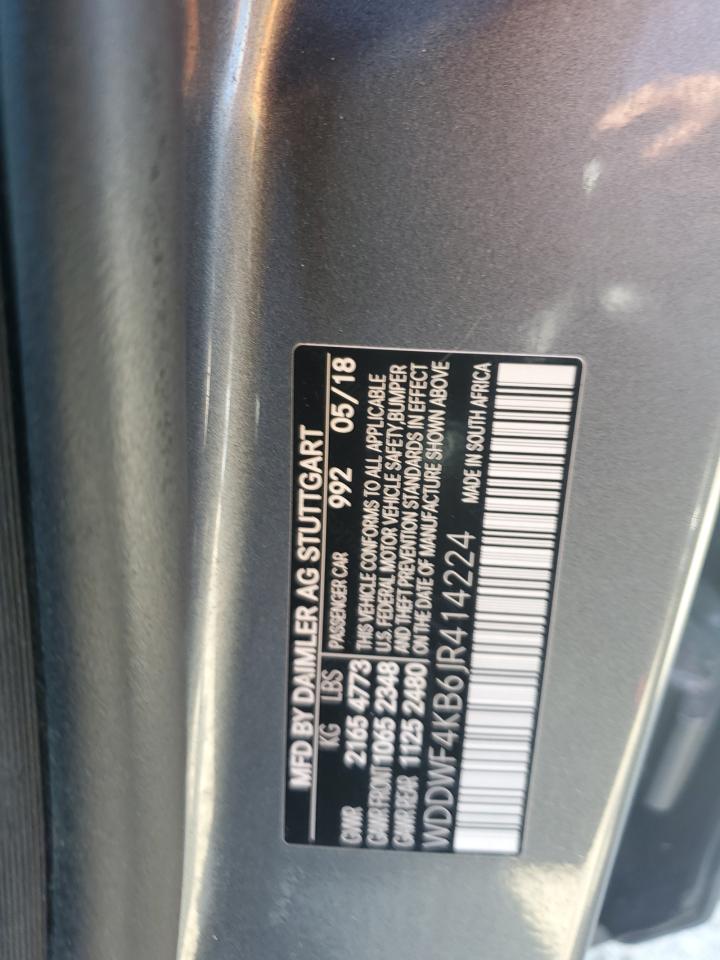 MFD BY DAIMLER AG STUTTGART
KG LBS PASSENGER CAR 992 05/18
GVWR 2165 4773 THIS VEHICLE CONFORMS TO ALL APPLICABLE
GAWR FRONT 1065 2348 U.S. FEDERAL MOTOR VEHICLE SAFETY,BUMPER
GAWR REAR 1125 2480 AND THEFT PREVENTION STANDARDS IN EFFECT
ON THE DATE OF MANUFACTURE SHOWN ABOVE
WDDWF4KB6JR414224 MADE IN SOUTH AFRICA